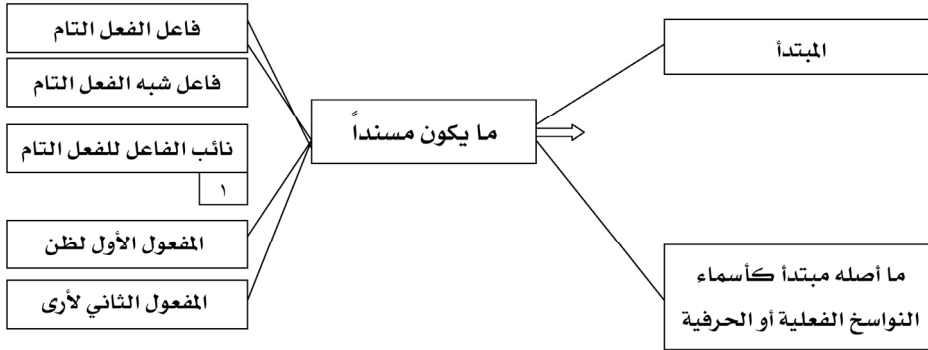 المبتدأ
ما أصله مبتدأ كأسماء
النواسخ الفعلية أو الحرفية
ما يكون مسنداً
فاعل الفعل التام
فاعل شبه الفعل التام
نائب الفاعل للفعل التام
١
المفعول الأول لظن
المفعول الثاني لأرى